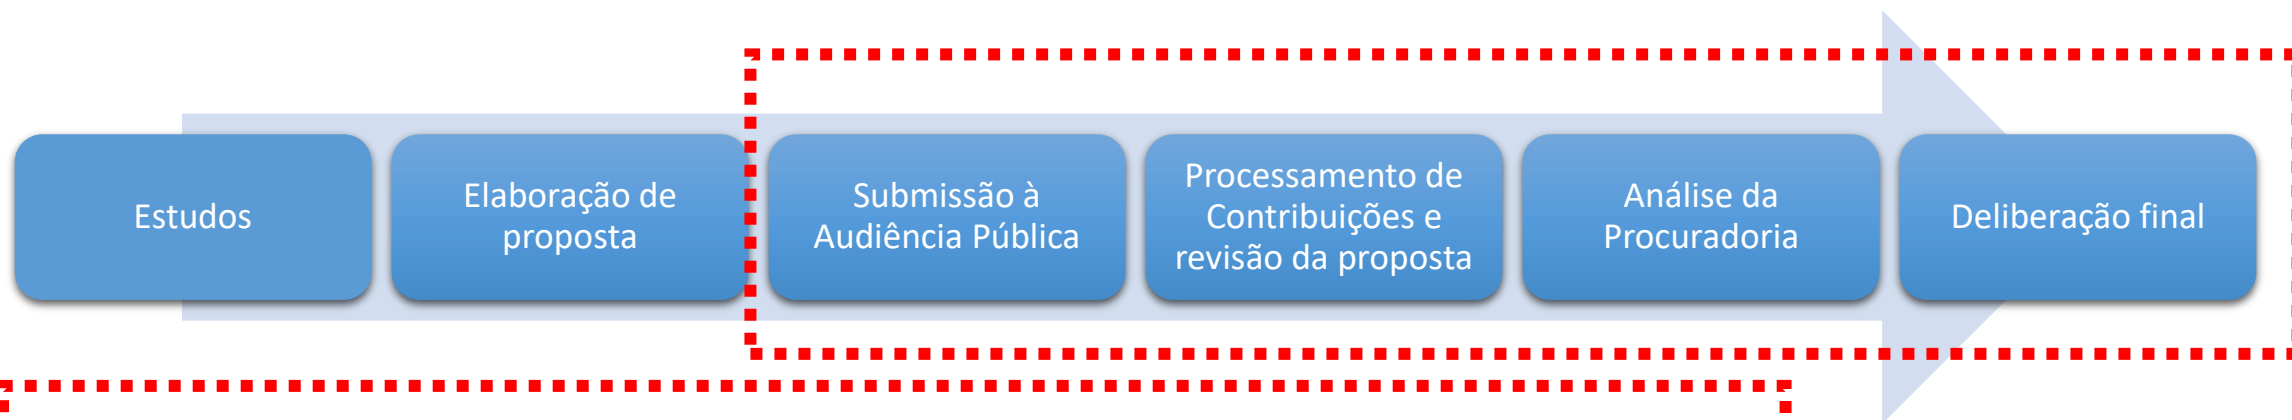 Estudos
Elaboração de
proposta
Submissão à
Audiência Pública
Processamento de
Contribuições e
revisão da proposta
Análise da
Procuradoria
Deliberação final